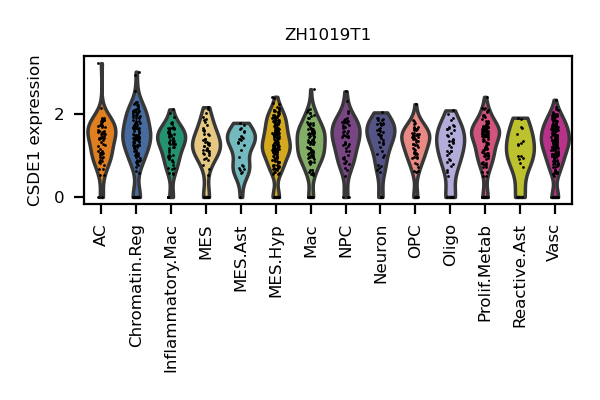 ZH1019T1
CSDE1 expression
2
0
AC
Chromatin.Reg
Inflammatory.Mac
MES
MES.Ast
MES.Hyp
Mac
NPC
Neuron
OPC
Oligo
Prolif.Metab
Reactive.Ast
Vasc